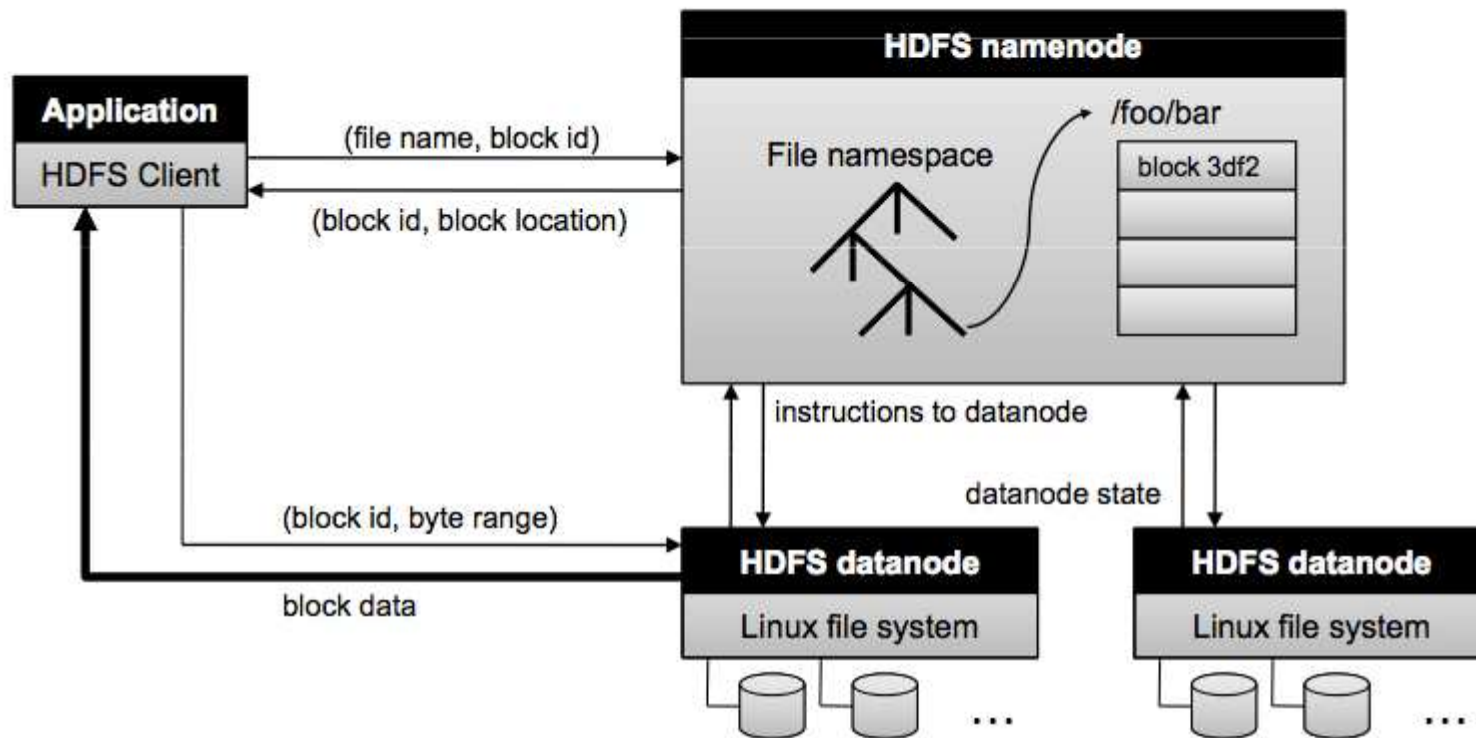 HDFS namenode
Application
HDFS Client
(file name, block id)
(block id, block location)
File namespace
/foo/bar
block 3df2
instructions to datanode
datanode state
(block id, byte range)
block data
HDFS datanode
Linux file system
...
HDFS datanode
Linux file system
...